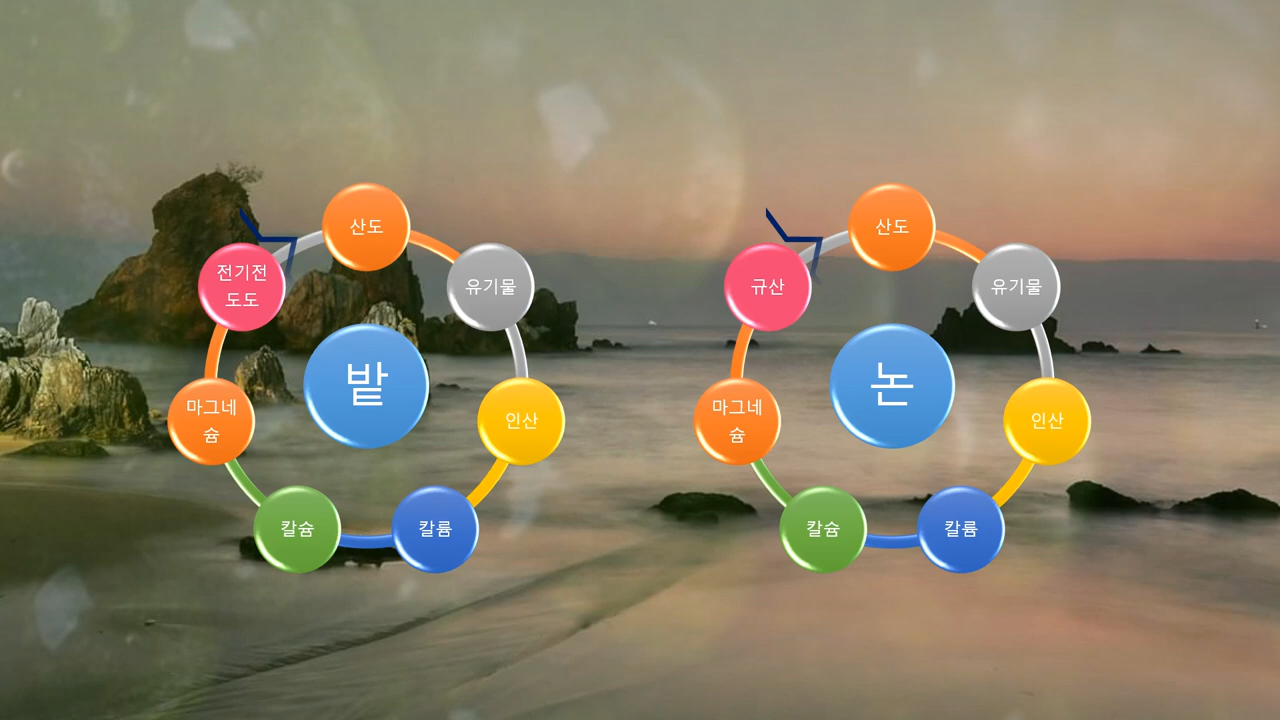 산도
전기전
도도
유기물
밭
마그네
슘
인산
칼슘
칼륨
산도
규산
유기물
논
마그네
슘
인산
칼슘
칼륨